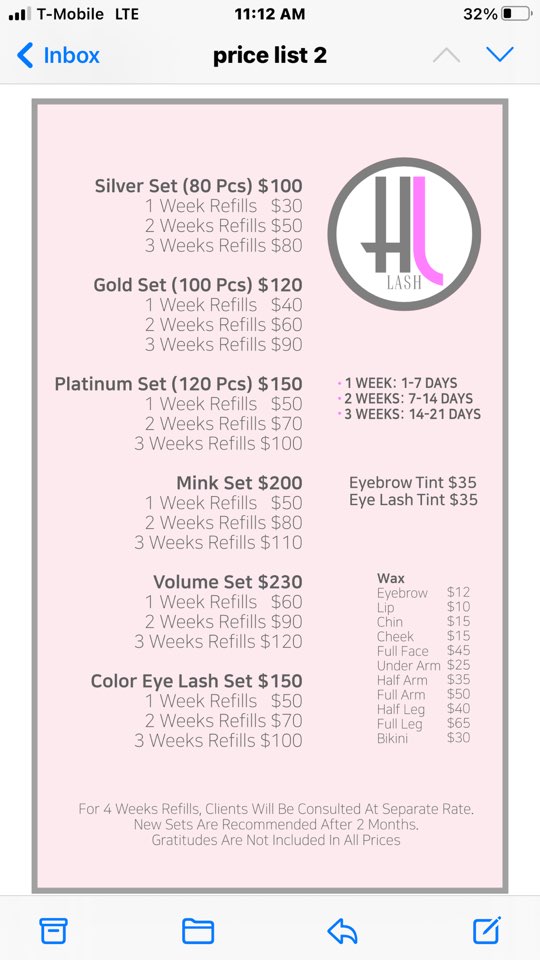 T-Mobile LTE 11:12 AM 32%
Inbox
price list 2
Silver Set (80 Pcs) $100
1 Week Refills $30
2 Weeks Refills $50
3 Weeks Refills $80
Gold Set (100 Pcs) $120
1 Week Refills $40
2 Weeks Refills $60
3 Weeks Refills $90
Platinum Set (120 Pcs) $150
1 Week Refills $50
2 Weeks Refills $70
3 Weeks Refills $100
Mink Set $200
1 Week Refills $50
2 Weeks Refills $80
3 Weeks Refills $110
Volume Set $230
1 Week Refills $60
2 Weeks Refills $90
3 Weeks Refills $120
Color Eye Lash Set $150
1 Week Refills $50
2 Weeks Refills $70
3 Weeks Refills $100
HL
LASH
• 1 WEEK: 1-7 DAYS
• 2 WEEKS: 7-14 DAYS
• 3 WEEKS: 14-21 DAYS
Eyebrow Tint $35
Eye Lash Tint $35
Wax
Eyebrow $12
Lip $10
Chin $15
Cheek $15
Full Face $45
Under Arm $25
Half Arm $35
Full Arm $50
Half Leg $40
Full Leg $65
Bikini $30
For 4 Weeks Refills, Clients Will Be Consulted At Separate Rate.
New Sets Are Recommended After 2 Months.
Gratitudes Are Not Included In All Prices